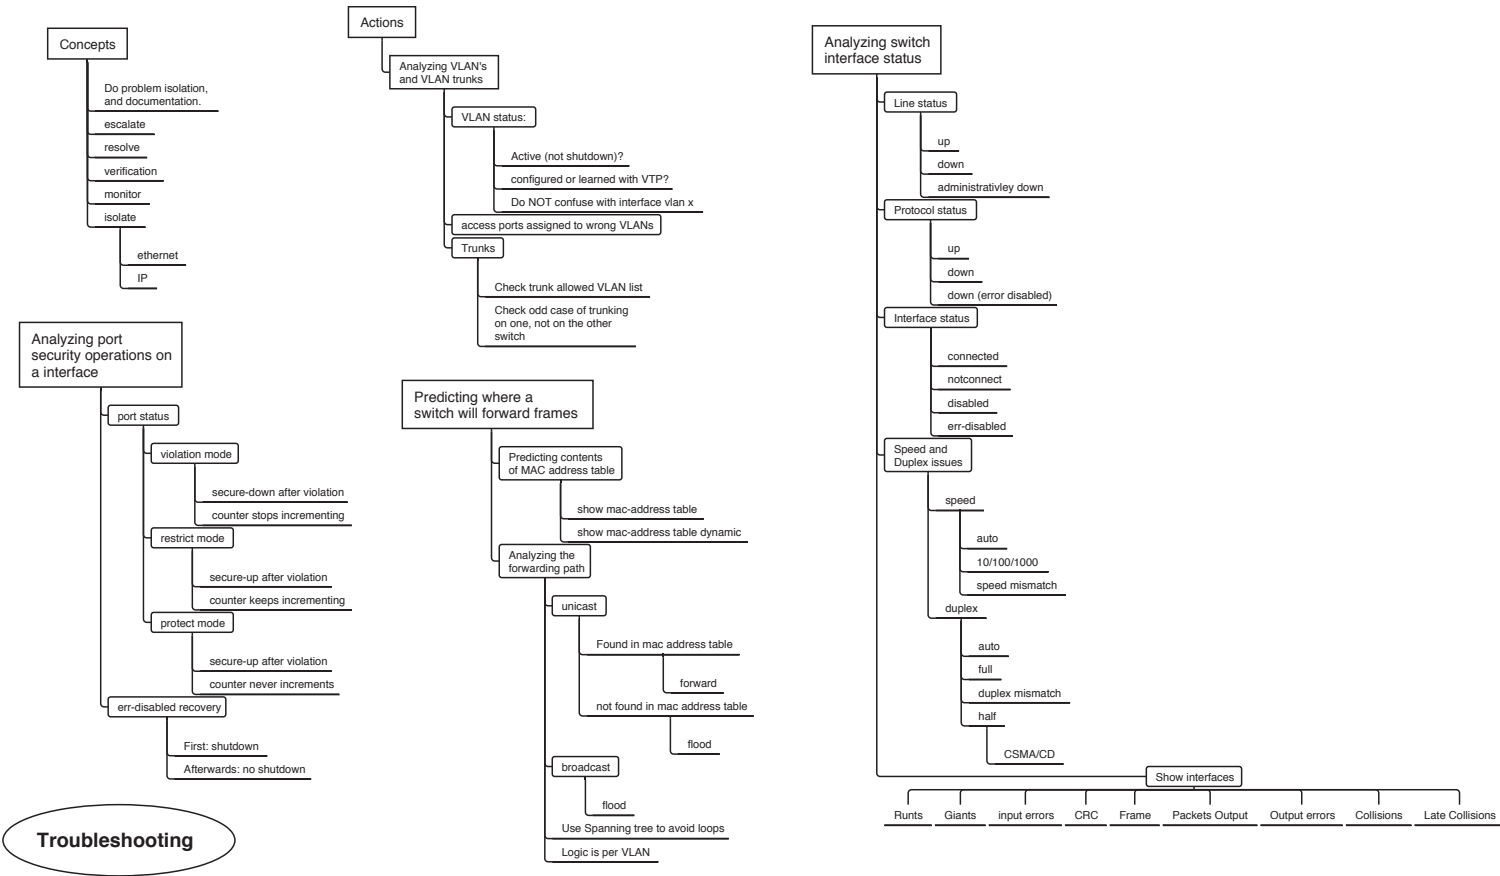 Concepts
Do problem isolation,
and documentation.
escalate
resolve
verification
monitor
isolate
ethernet
IP
Actions
Analyzing VLAN's
and VLAN trunks
VLAN status:
Active (not shutdown)?
configured or learned with VTP?
Do NOT confuse with interface vlan x
access ports assigned to wrong VLANs
Trunks
Check trunk allowed VLAN list
Check odd case of trunking
on one, not on the other
switch
Analyzing port
security operations on
a interface
port status
violation mode
secure-down after violation
counter stops incrementing
restrict mode
secure-up after violation
counter keeps incrementing
protect mode
secure-up after violation
counter never increments
err-disabled recovery
First: shutdown
Afterwards: no shutdown
Predicting where a
switch will forward frames
Predicting contents
of MAC address table
show mac-address table
show mac-address table dynamic
Analyzing the
forwarding path
unicast
Found in mac address table
forward
not found in mac address table
flood
broadcast
flood
Use Spanning tree to avoid loops
Logic is per VLAN
Analyzing switch
interface status
Line status
up
down
administrativley down
Protocol status
up
down
down (error disabled)
Interface status
connected
notconnect
disabled
err-disabled
Speed and
Duplex issues
speed
auto
10/100/1000
speed mismatch
duplex
auto
full
duplex mismatch
half
CSMA/CD
Show interfaces
Runts
Giants
input errors
CRC
Frame
Packets Output
Output errors
Collisions
Late Collisions
Troubleshooting